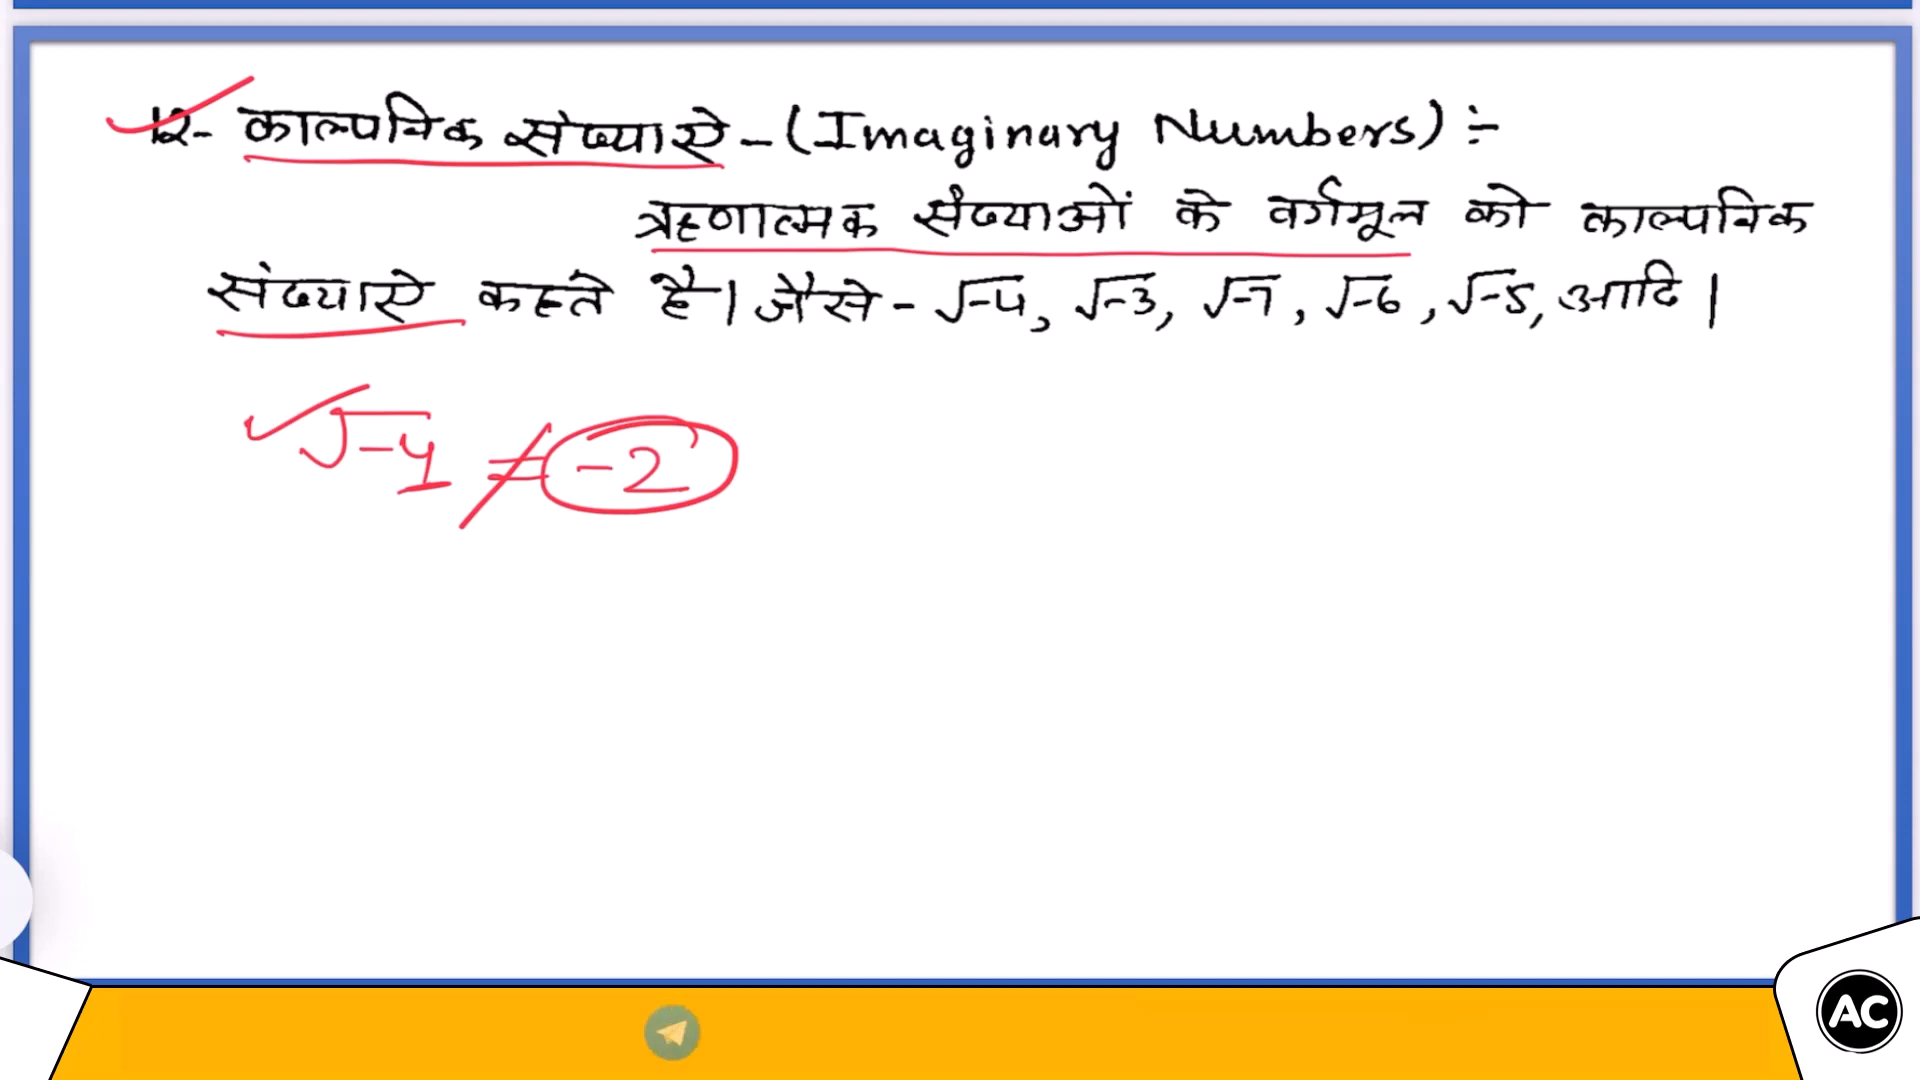 12- काल्पनिक संख्याऐ - (Imaginary Numbers) :-
ऋणात्मक संख्याओं के वर्गमूल को काल्पनिक
संख्याऐ कहते है। जैसे - √-4, √-3, √-7, √-6, √-5, आदि।
√-4 ≠ -2
AC